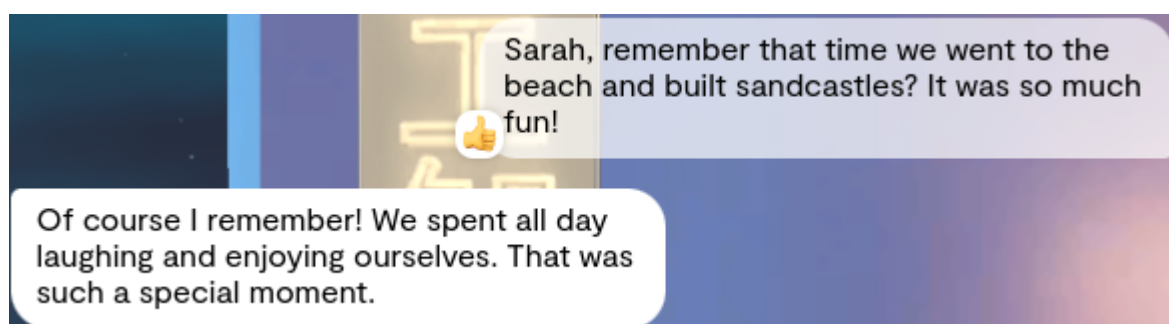 Sarah, remember that time we went to the
beach and built sandcastles? It was so much
fun!
Of course I remember! We spent all day
laughing and enjoying ourselves. That was
such a special moment.